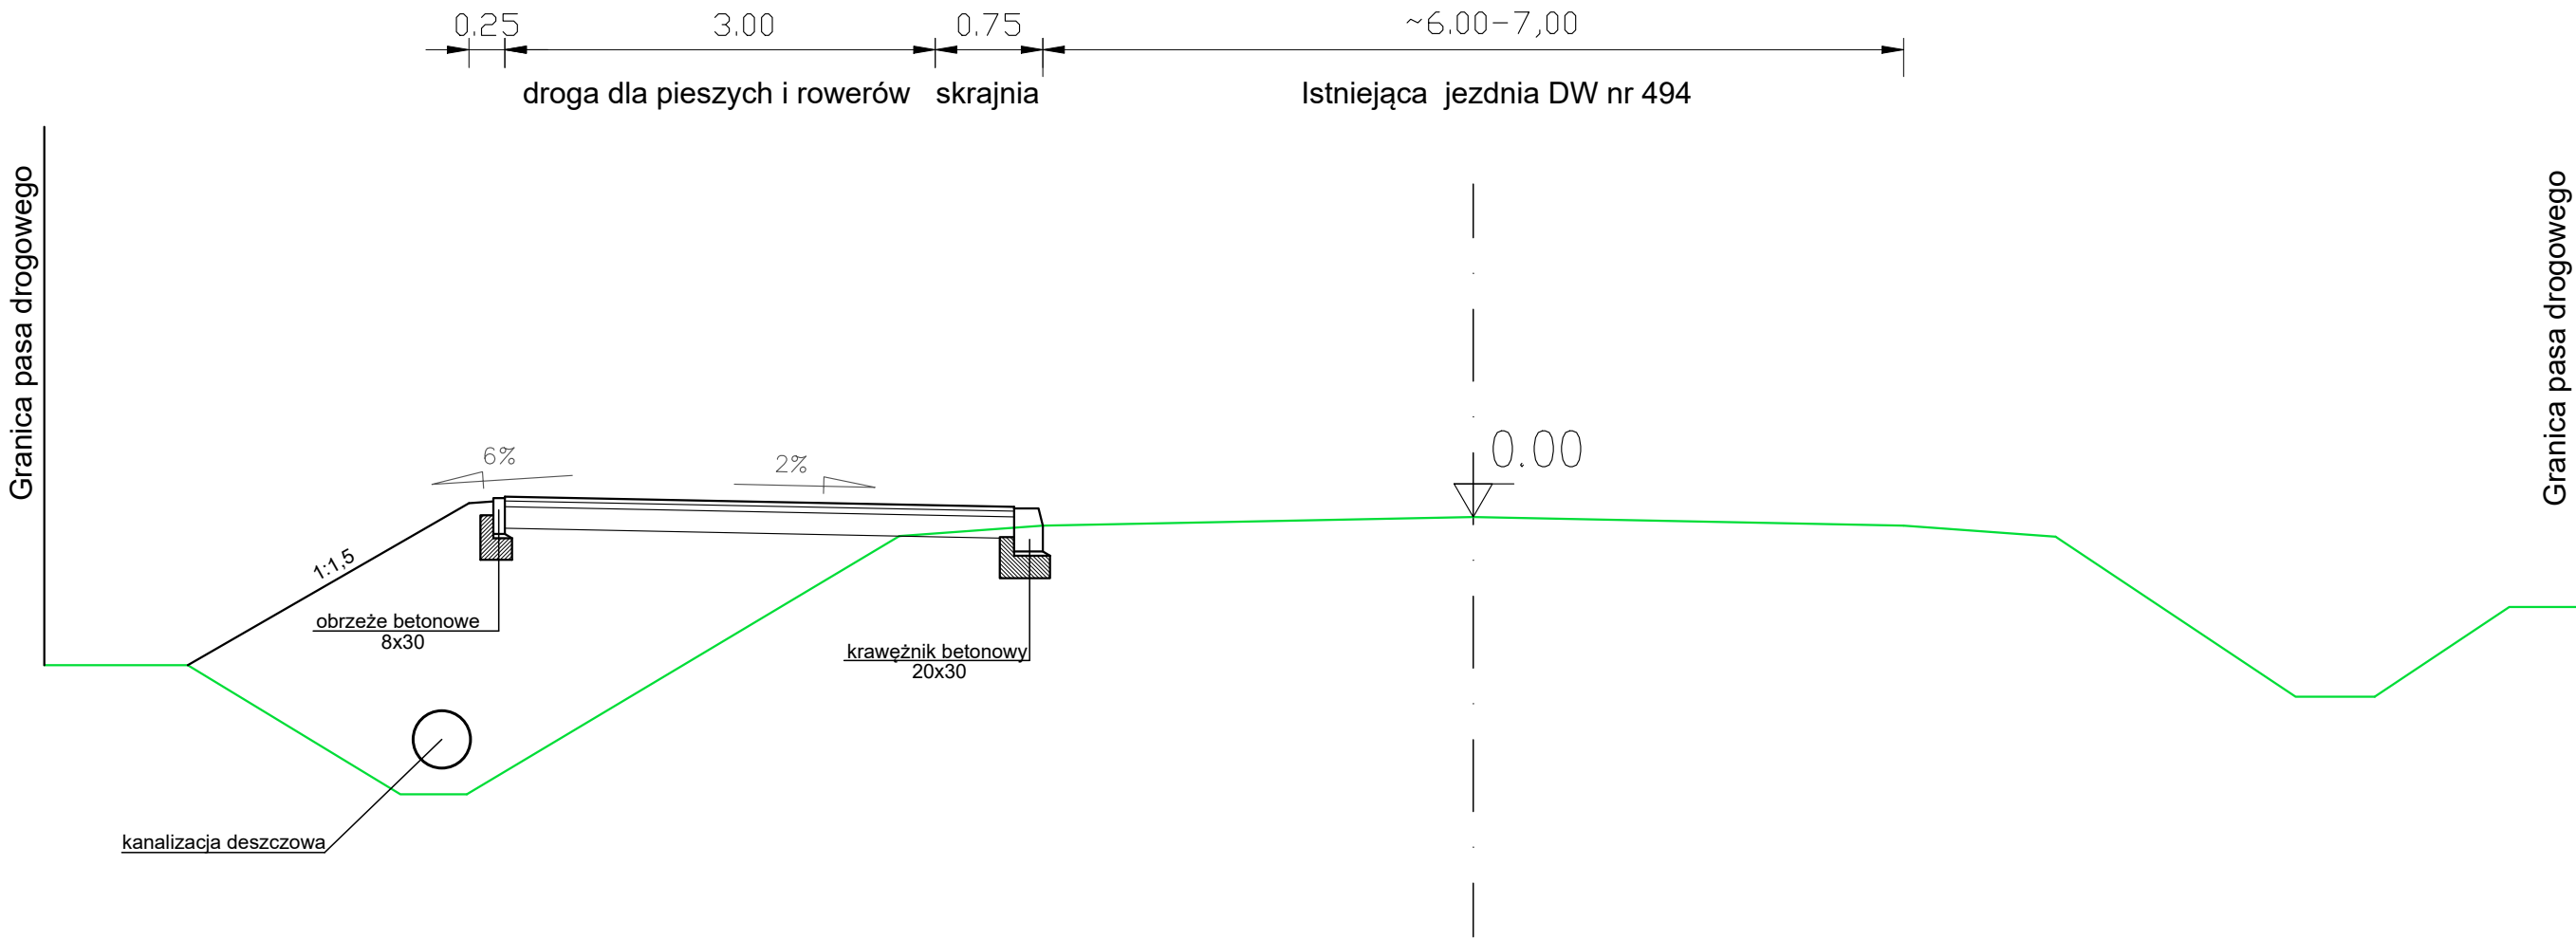 0.25 3.00 0.75 ~6.00-7,00
droga dla pieszych i rowerów skrajnia Istniejąca jezdnia DW nr 494
Granica pasa drogowego
Granica pasa drogowego
0.00
6%
2%
1:1,5
obrzeże betonowe
8x30
krawężnik betonowy
20x30
kanalizacja deszczowa